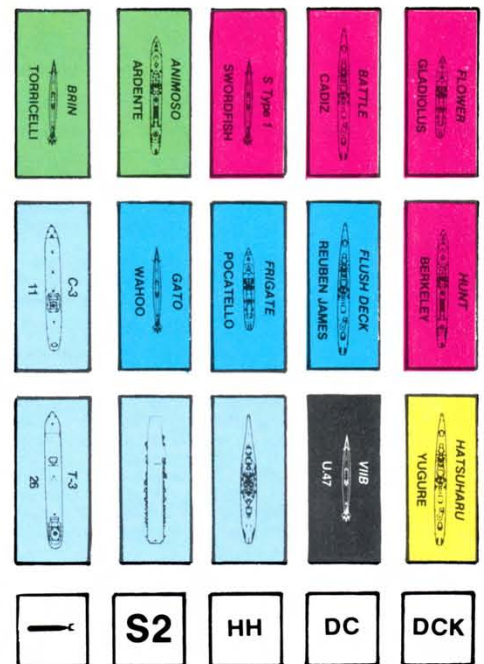 BRIN
TORRICELLI
ANIMOSO
ARDENTE
S Type 1
SWORDFISH
BATTLE
CADIZ
FLOWER
GLADIOLUS
C-3
11
GATO
WAHOO
FRIGATE
POCATELLO
FLUSH DECK
REUBEN JAMES
HUNT
BERKELEY
T-3
26
VIIB
U.47
HATSUHARU
YUGURE
S2
HH
DC
DCK